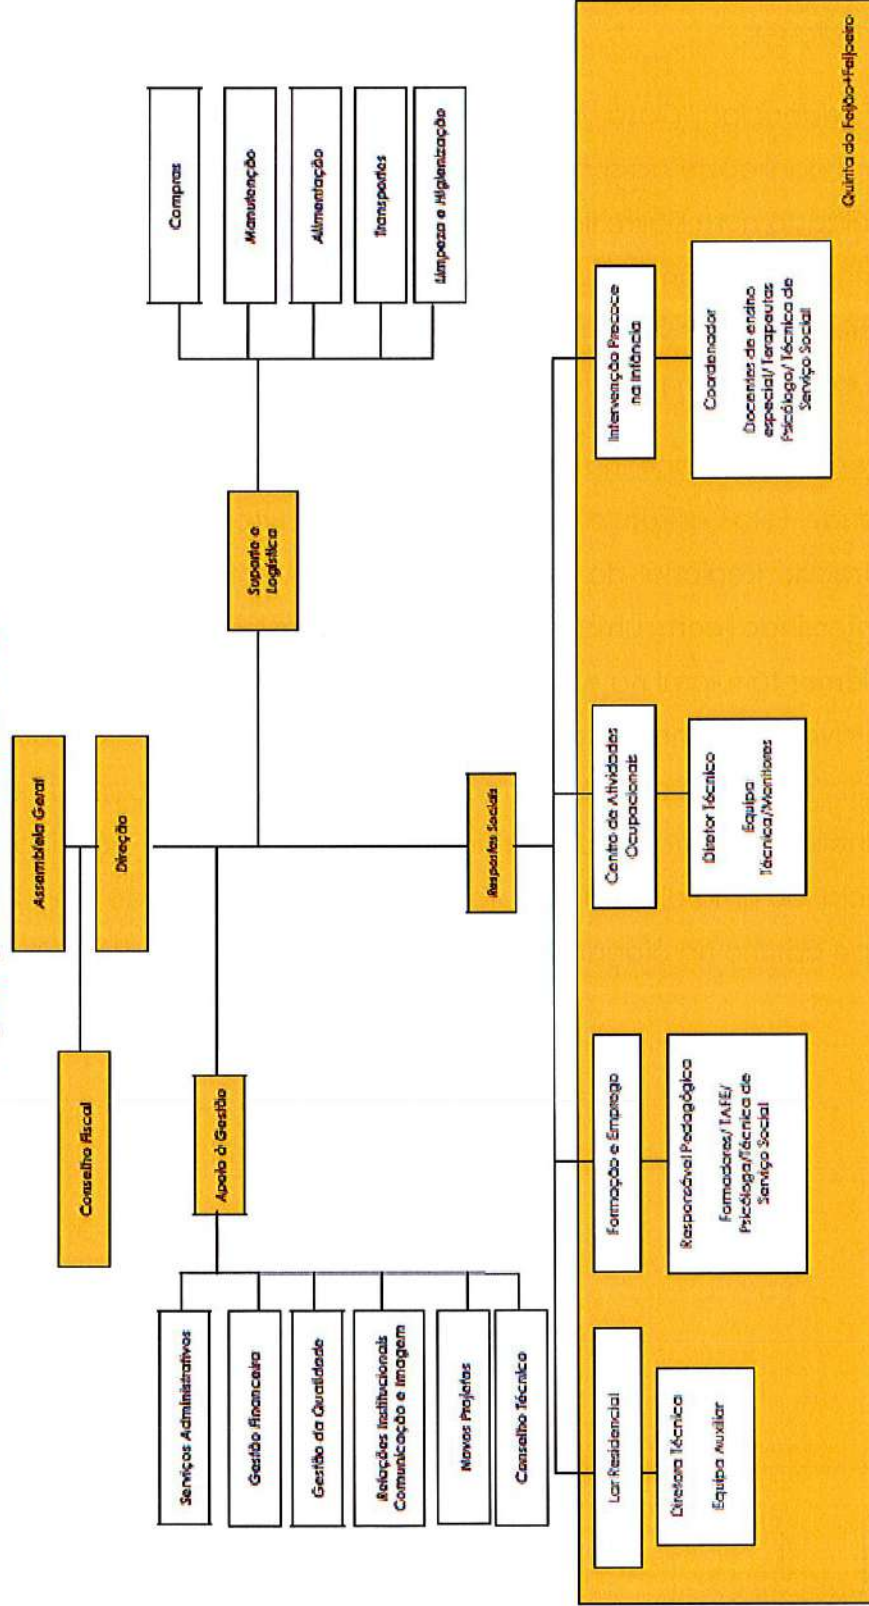 Assembleia Geral
Conselho Fiscal
Direção
Apoio à Gestão
Suporte e
Logística
Serviços Administrativos
Gestão Financeira
Gestão da Qualidade
Relações Institucionais
Comunicação e Imagem
Novos Projetos
Conselho Técnico
Compras
Manutenção
Alimentação
Transportes
Limpeza e Higienização
Respostas Sociais
Lar Residencial
Diretora Técnica
Equipa Auxiliar
Formação e Emprego
Responsável Pedagógico
Formadores/ TAFE/
Psicóloga/Técnica de
Serviço Social
Centro de Atividades
Ocupacionais
Diretor Técnico
Equipa
Técnica/Monitores
Intervenção Precoce
na Infância
Coordenador
Docentes de ensino
especial/ Terapeutas
Psicólogo/ Técnica de
Serviço Social
Quinta do Feijão+Feijoeiro